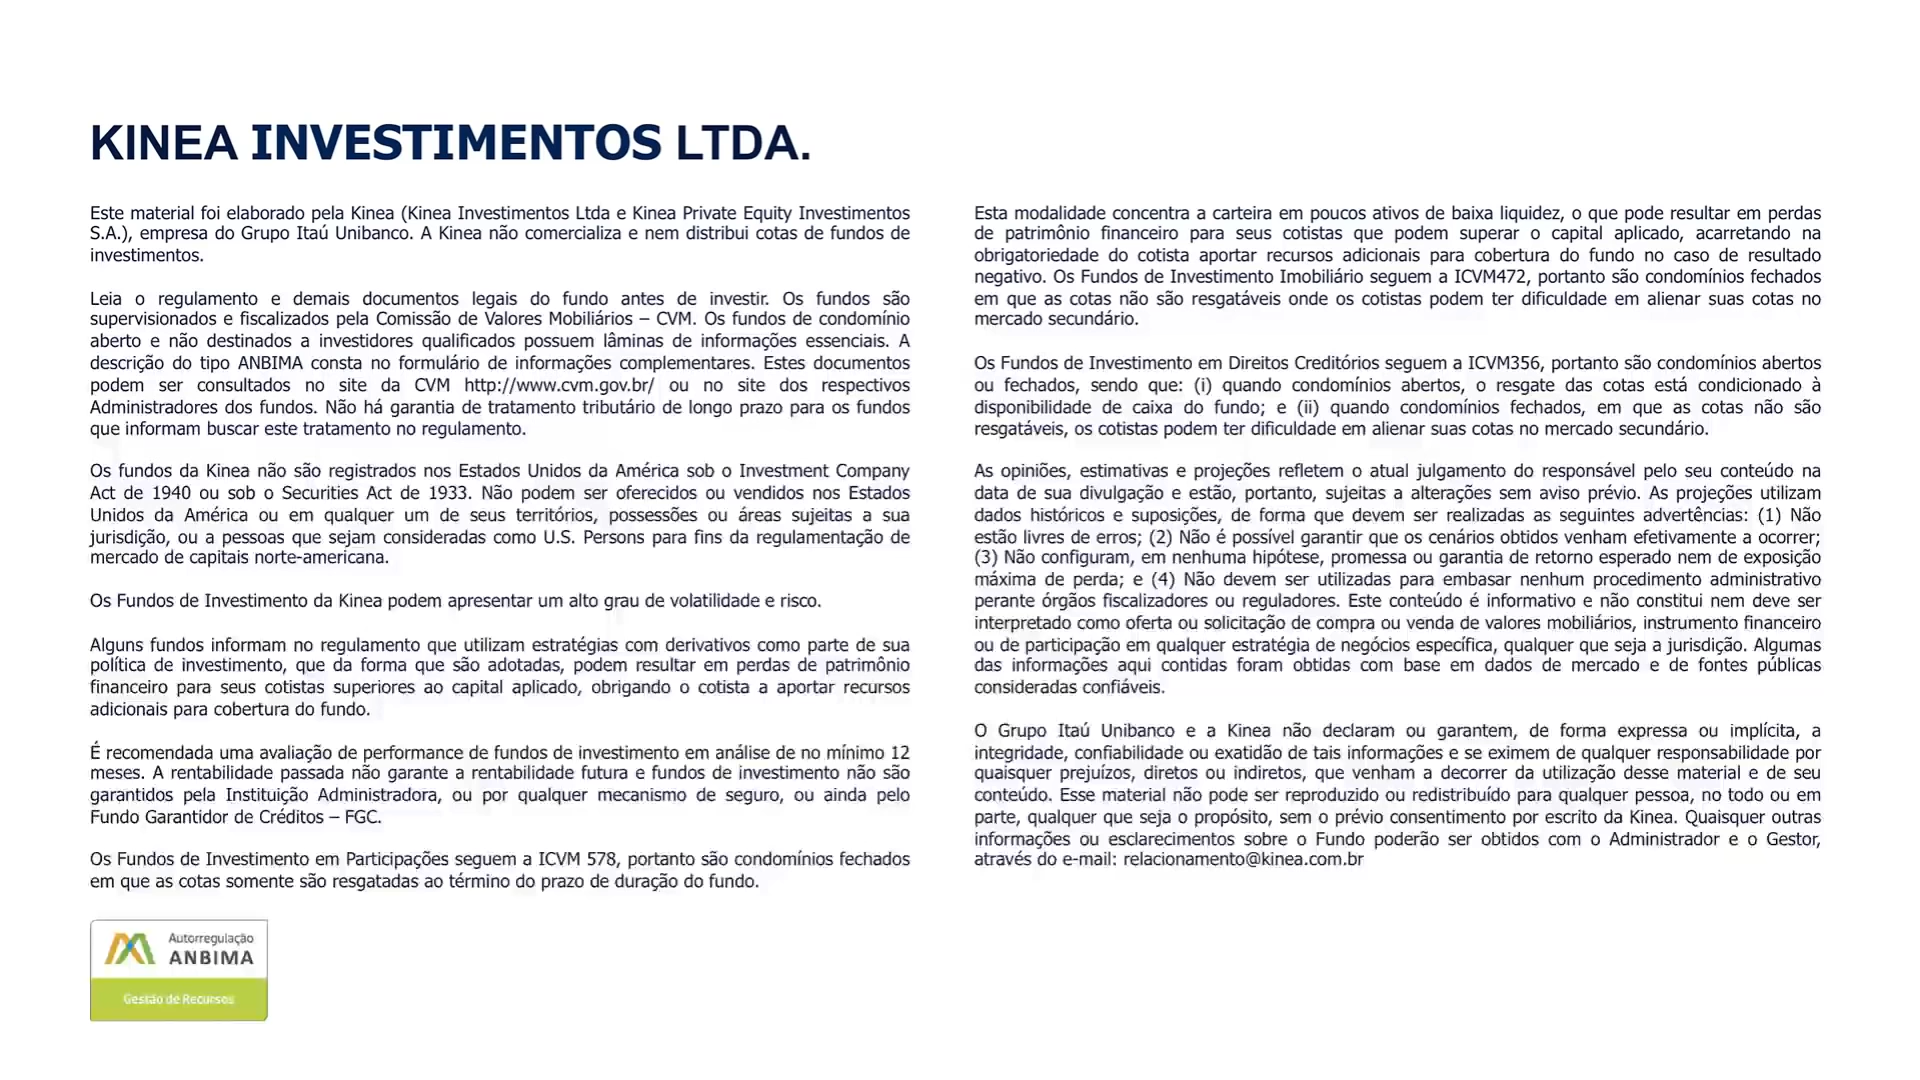 KINEA INVESTIMENTOS LTDA.
Este material foi elaborado pela Kinea (Kinea Investimentos Ltda e Kinea Private Equity Investimentos
S.A.), empresa do Grupo Itaú Unibanco. A Kinea não comercializa e nem distribui cotas de fundos de
investimentos.
Leia o regulamento e demais documentos legais do fundo antes de investir. Os fundos são
supervisionados e fiscalizados pela Comissão de Valores Mobiliários – CVM. Os fundos de condomínio
aberto e não destinados a investidores qualificados possuem lâminas de informações essenciais. A
descrição do tipo ANBIMA consta no formulário de informações complementares. Estes documentos
podem ser consultados no site da CVM http://www.cvm.gov.br/ ou no site dos respectivos
Administradores dos fundos. Não há garantia de tratamento tributário de longo prazo para os fundos
que informam buscar este tratamento no regulamento.
Os fundos da Kinea não são registrados nos Estados Unidos da América sob o Investment Company
Act de 1940 ou sob o Securities Act de 1933. Não podem ser oferecidos ou vendidos nos Estados
Unidos da América ou em qualquer um de seus territórios, possessões ou áreas sujeitas a sua
jurisdição, ou a pessoas que sejam consideradas como U.S. Persons para fins da regulamentação de
mercado de capitais norte-americana.
Os Fundos de Investimento da Kinea podem apresentar um alto grau de volatilidade e risco.
Alguns fundos informam no regulamento que utilizam estratégias com derivativos como parte de sua
política de investimento, que da forma que são adotadas, podem resultar em perdas de patrimônio
financeiro para seus cotistas superiores ao capital aplicado, obrigando o cotista a aportar recursos
adicionais para cobertura do fundo.
É recomendada uma avaliação de performance de fundos de investimento em análise de no mínimo 12
meses. A rentabilidade passada não garante a rentabilidade futura e fundos de investimento não são
garantidos pela Instituição Administradora, ou por qualquer mecanismo de seguro, ou ainda pelo
Fundo Garantidor de Créditos – FGC.
Os Fundos de Investimento em Participações seguem a ICVM 578, portanto são condomínios fechados
em que as cotas somente são resgatadas ao término do prazo de duração do fundo.
Esta modalidade concentra a carteira em poucos ativos de baixa liquidez, o que pode resultar em perdas
de patrimônio financeiro para seus cotistas que podem superar o capital aplicado, acarretando na
obrigatoriedade do cotista aportar recursos adicionais para cobertura do fundo no caso de resultado
negativo. Os Fundos de Investimento Imobiliário seguem a ICVM472, portanto são condomínios fechados
em que as cotas não são resgatáveis onde os cotistas podem ter dificuldade em alienar suas cotas no
mercado secundário.
Os Fundos de Investimento em Direitos Creditórios seguem a ICVM356, portanto são condomínios abertos
ou fechados, sendo que: (i) quando condomínios abertos, o resgate das cotas está condicionado à
disponibilidade de caixa do fundo; e (ii) quando condomínios fechados, em que as cotas não são
resgatáveis, os cotistas podem ter dificuldade em alienar suas cotas no mercado secundário.
As opiniões, estimativas e projeções refletem o atual julgamento do responsável pelo seu conteúdo na
data de sua divulgação e estão, portanto, sujeitas a alterações sem aviso prévio. As projeções utilizam
dados históricos e suposições, de forma que devem ser realizadas as seguintes advertências: (1) Não
estão livres de erros; (2) Não é possível garantir que os cenários obtidos venham efetivamente a ocorrer;
(3) Não configuram, em nenhuma hipótese, promessa ou garantia de retorno esperado nem de exposição
máxima de perda; e (4) Não devem ser utilizadas para embasar nenhum procedimento administrativo
perante órgãos fiscalizadores ou reguladores. Este conteúdo é informativo e não constitui nem deve ser
interpretado como oferta ou solicitação de compra ou venda de valores mobiliários, instrumento financeiro
ou de participação em qualquer estratégia de negócios específica, qualquer que seja a jurisdição. Algumas
das informações aqui contidas foram obtidas com base em dados de mercado e de fontes públicas
consideradas confiáveis.
O Grupo Itaú Unibanco e a Kinea não declaram ou garantem, de forma expressa ou implícita, a
integridade, confiabilidade ou exatidão de tais informações e se eximem de qualquer responsabilidade por
quaisquer prejuízos, diretos ou indiretos, que venham a decorrer da utilização desse material e de seu
conteúdo. Esse material não pode ser reproduzido ou redistribuído para qualquer pessoa, no todo ou em
parte, qualquer que seja o propósito, sem o prévio consentimento por escrito da Kinea. Quaisquer outras
informações ou esclarecimentos sobre o Fundo poderão ser obtidos com o Administrador e o Gestor,
através do e-mail: relacionamento@kinea.com.br
Autorregulação
ANBIMA
Gestão de Recursos